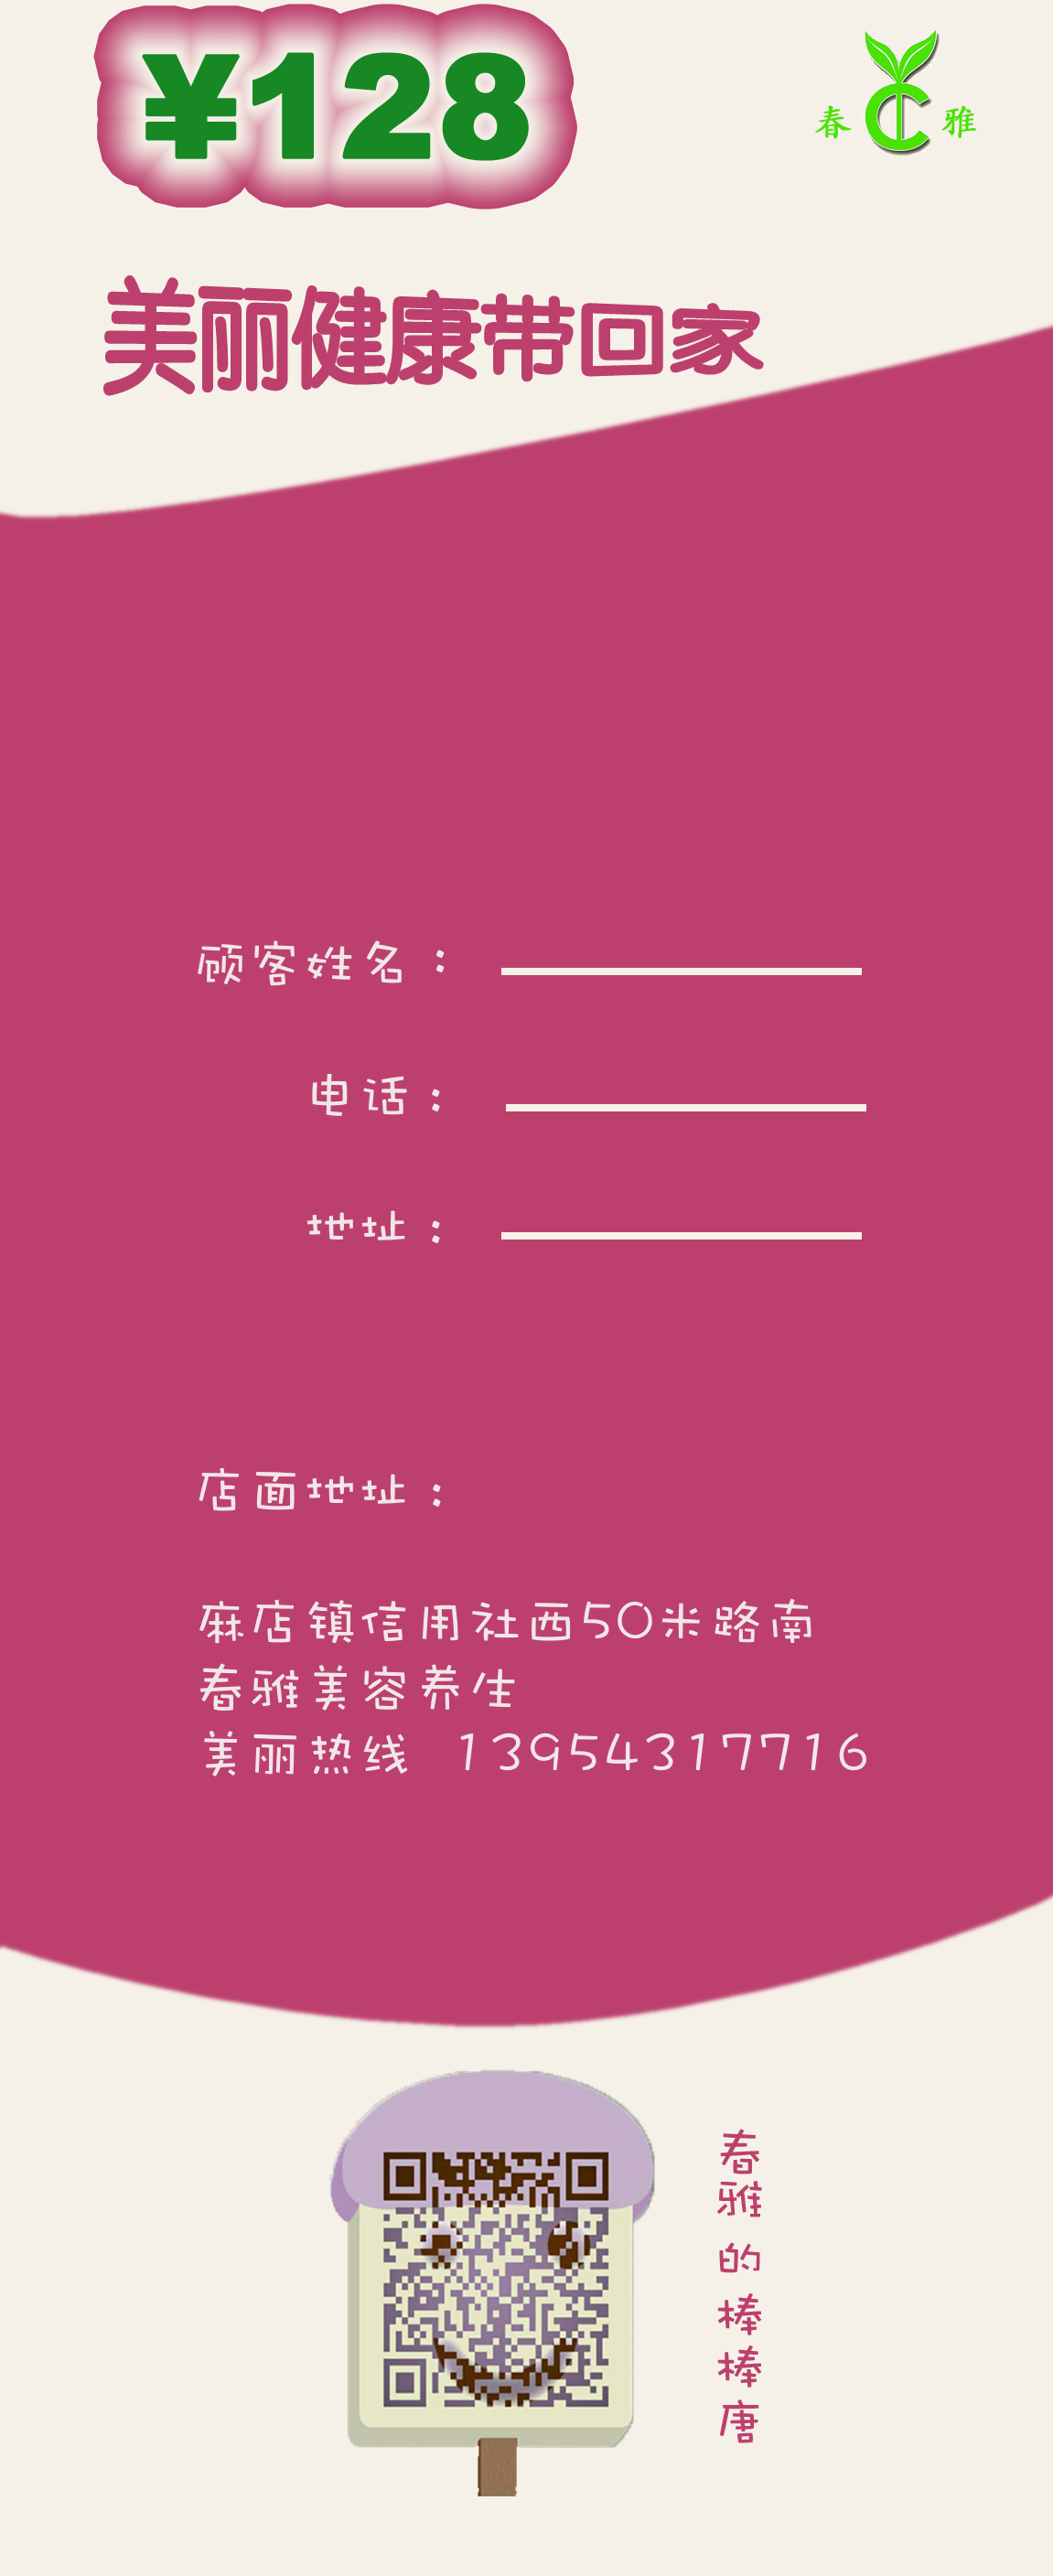 ¥128
春 雅
美丽健康带回家
顾客姓名：
电话：
地址：
店面地址：
麻店镇信用社西50米路南
春雅美容养生
美丽热线 13954317716
春雅的棒棒唐